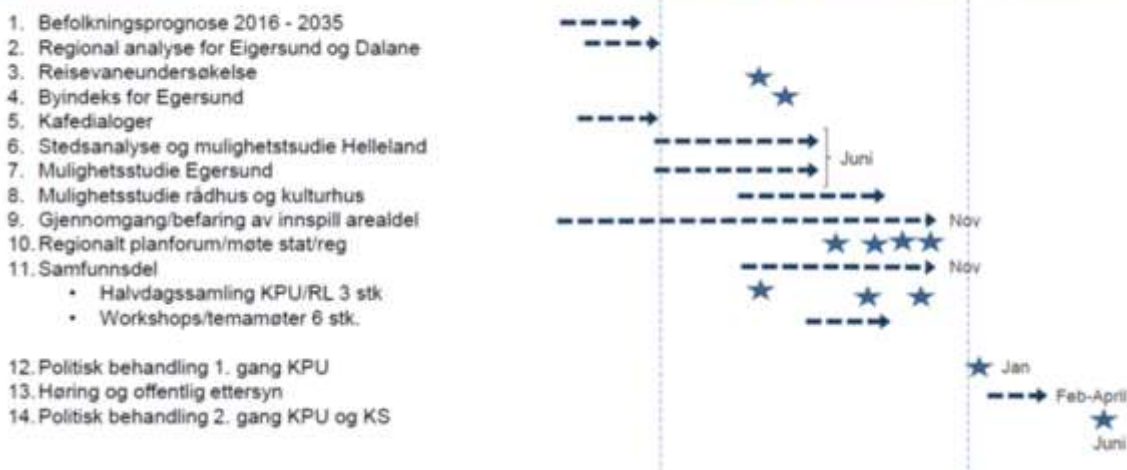 1. Befolkningsprognose 2016 - 2035
2. Regional analyse for Eigersund og Dalane
3. Reisevaneundersøkelse
4. Byindeks for Egersund
5. Kafedialoger
6. Stedsanalyse og mulighetstsudie Helleland
7. Mulighetsstudie Egersund
Juni
8. Mulighetsstudie rådhus og kulturhus
9. Gjennomgang/befaring av innspill arealdel Nov
10. Regionalt planforum/møte stat/reg
11. Samfunnsdel Nov
• Halvdagssamling KPU/RL 3 stk
• Workshops/temamøter 6 stk.
12. Politisk behandling 1. gang KPU Jan
13. Høring og offentlig ettersyn Feb-April
14. Politisk behandling 2. gang KPU og KS
Juni